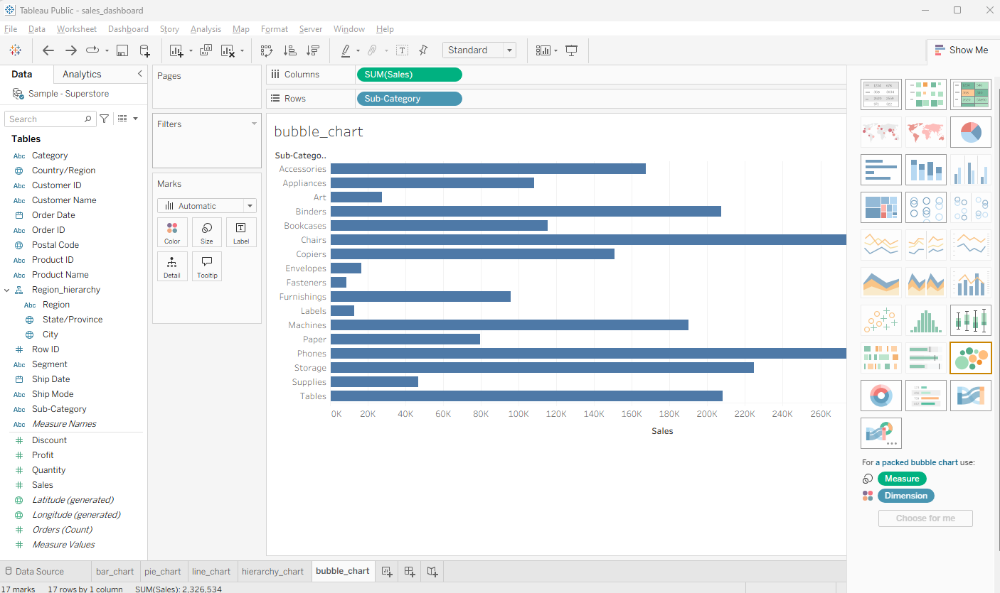 Tableau Public - sales_dashboard
File Data Worksheet Dashboard Story Analysis Map Format Server Window Help
Standard
Show Me
Data Analytics
Sample - Superstore
Search
Tables
Abc Category
Country/Region
Abc Customer ID
Abc Customer Name
Order Date
Abc Order ID
Postal Code
Abc Product ID
Abc Product Name
Region_hierarchy
Abc Region
State/Province
City
Row ID
Abc Segment
Ship Date
Abc Ship Mode
Abc Sub-Category
Abc Measure Names
Discount
Profit
Quantity
Sales
Latitude (generated)
Longitude (generated)
Orders (Count)
Measure Values
Pages
Filters
Marks
Automatic
Color Size Label
Detail Tooltip
Columns SUM(Sales)
Rows Sub-Category
bubble_chart
Sub-Catego..
Accessories
Appliances
Art
Binders
Bookcases
Chairs
Copiers
Envelopes
Fasteners
Furnishings
Labels
Machines
Paper
Phones
Storage
Supplies
Tables
0K 20K 40K 60K 80K 100K 120K 140K 160K 180K 200K 220K 240K 260K
Sales
For a packed bubble chart use:
Measure
Dimension
Choose for me
Data Source bar_chart pie_chart line_chart hierarchy_chart bubble_chart
17 marks 17 rows by 1 column SUM(Sales): 2,326,534